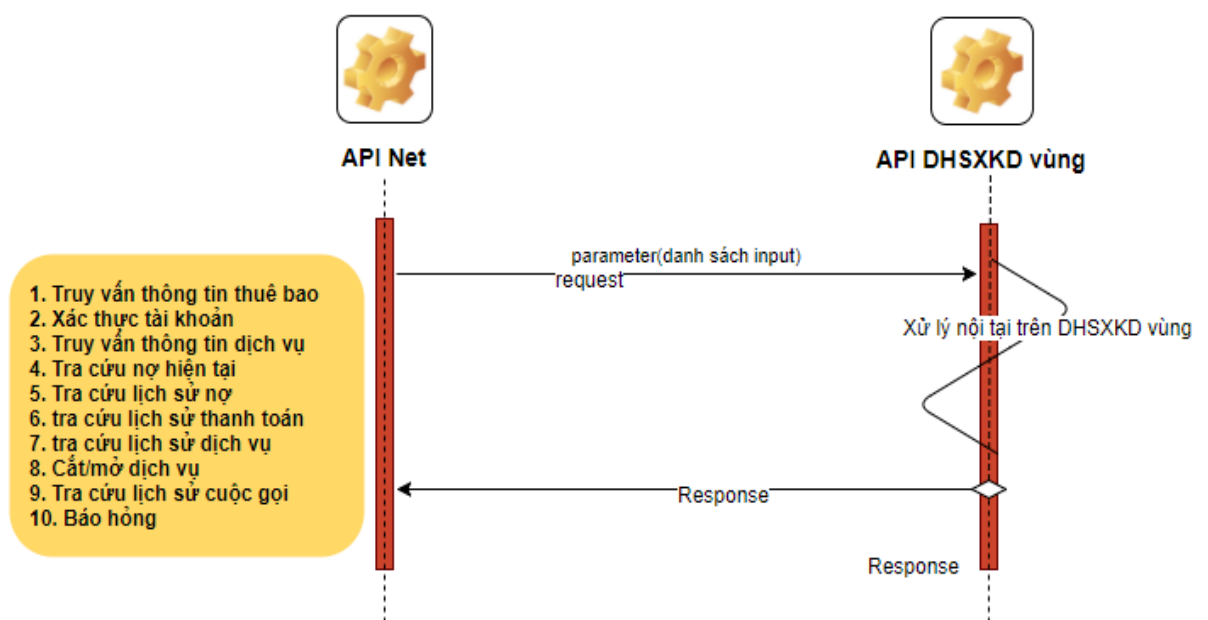 API Net
API DHSXKD vùng
parameter(danh sách input)
request
1. Truy vấn thông tin thuê bao
2. Xác thực tài khoản
3. Truy vấn thông tin dịch vụ
4. Tra cứu nợ hiện tại
5. Tra cứu lịch sử nợ
6. tra cứu lịch sử thanh toán
7. tra cứu lịch sử dịch vụ
8. Cắt/mở dịch vụ
9. Tra cứu lịch sử cuộc gọi
10. Báo hỏng
Xử lý nội tại trên DHSXKD vùng
Response
Response